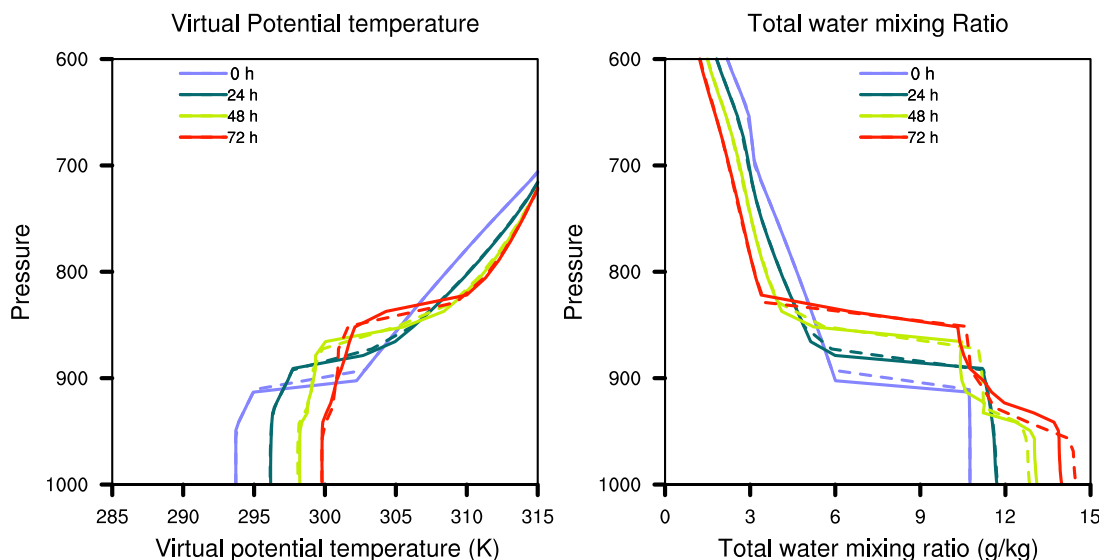 Virtual Potential temperature
600
700
800
900
1000
Pressure
0 h
24 h
48 h
72 h
285
290
295
300
305
310
315
Virtual potential temperature (K)
Total water mixing Ratio
600
700
800
900
1000
Pressure
0 h
24 h
48 h
72 h
0
3
6
9
12
15
Total water mixing ratio (g/kg)